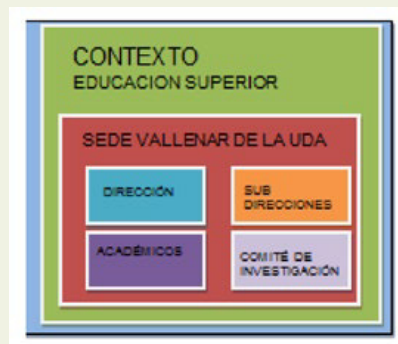 CONTEXTO
EDUCACION SUPERIOR
SEDE VALLENAR DE LA UDA
DIRECCIÓN
SUB
DIRECCIONES
ACADÉMICOS
COMITÉ DE
INVESTIGACIÓN